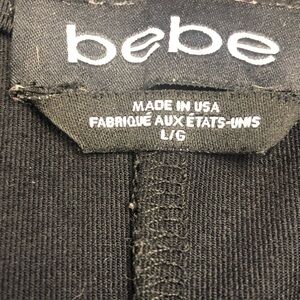 bebe
MADE IN USA
FABRIQUÉ AUX ÉTATS-UNIS
L/G